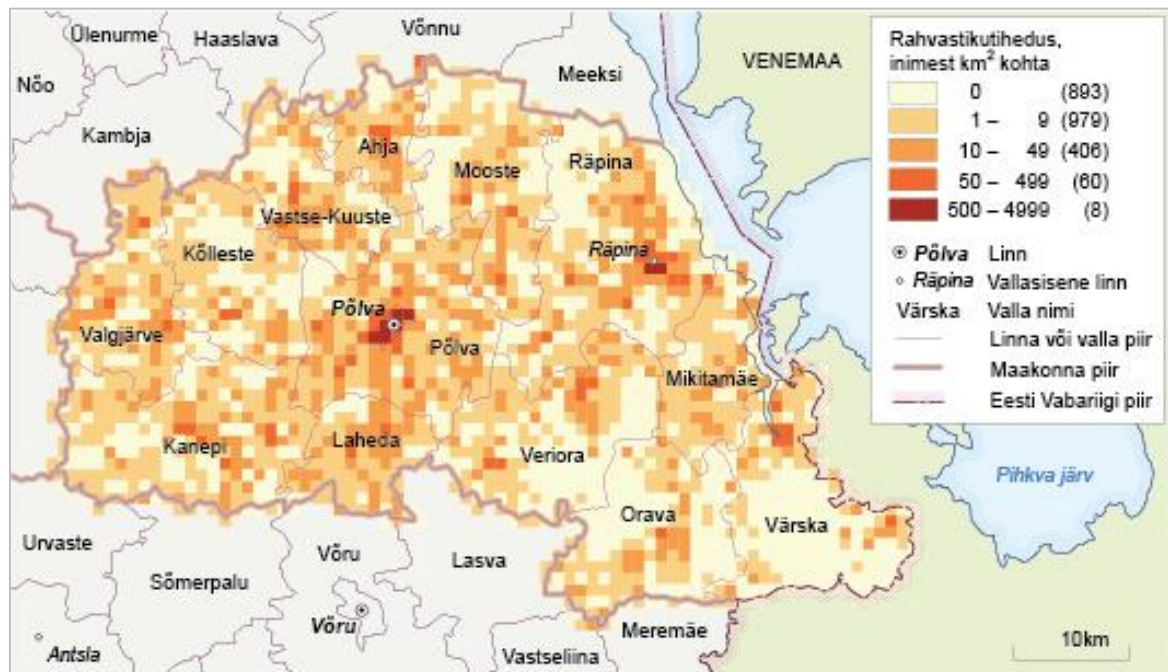 Ülenurme
Haaslava
Võnnu
Nõo
Meeksi
VENEMAA
Kambja
Ahja
Mooste
Räpina
Vastse-Kuuste
Kõlleste
Räpina
Põlva
Valgjärve
Põlva
Mikitamäe
Kanepi
Laheda
Veriora
Pihkva järv
Orava
Värska
Urvaste
Võru
Lasva
Sõmerpalu
Võru
Meremäe
Antsla
Vastseliina
10km
Rahvastikutihedus,
inimest km² kohta
0 (893)
1 – 9 (979)
10 – 49 (406)
50 – 499 (60)
500 – 4999 (8)
Põlva Linn
Räpina Vallasisene linn
Värska Valla nimi
Linna või valla piir
Maakonna piir
Eesti Vabariigi piir